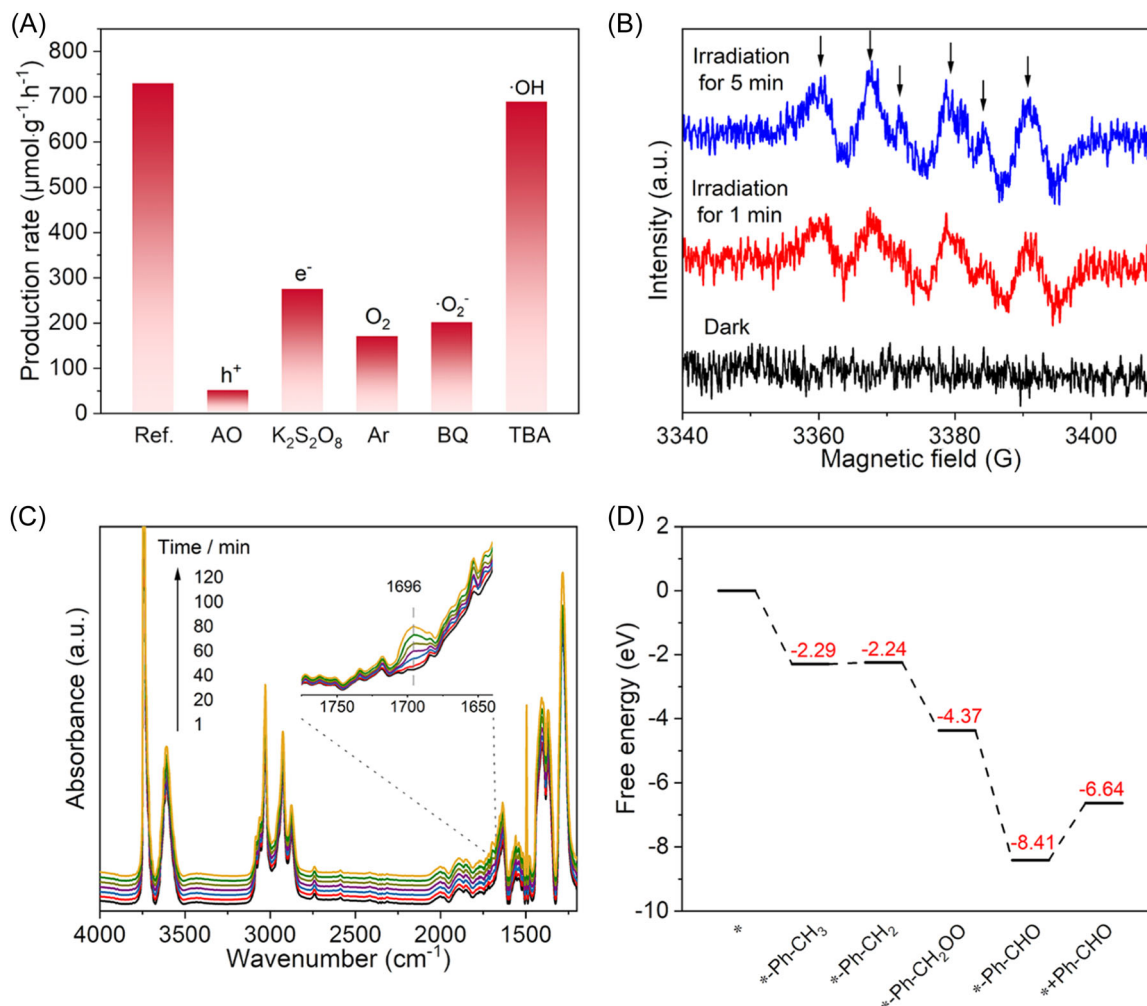 (A)
Production rate (μmol·g⁻¹·h⁻¹)
800
700
600
500
400
300
200
100
0
h⁺
e⁻
O₂
·O₂⁻
·OH
Ref.
AO
K₂S₂O₈
Ar
BQ
TBA
(B)
Intensity (a.u.)
Irradiation
for 5 min
Irradiation
for 1 min
Dark
3340
3360
3380
3400
Magnetic field (G)
(C)
Absorbance (a.u.)
Time / min
120
100
80
60
40
20
1
1696
1750
1700
1650
4000
3500
3000
2500
2000
1500
Wavenumber (cm⁻¹)
(D)
Free energy (eV)
2
0
-2
-4
-6
-8
-10
-2.29
-2.24
-4.37
-8.41
-6.64
*
*-Ph-CH₃
*-Ph-CH₂
*-Ph-CH₂OO
*-Ph-CHO
*+Ph-CHO